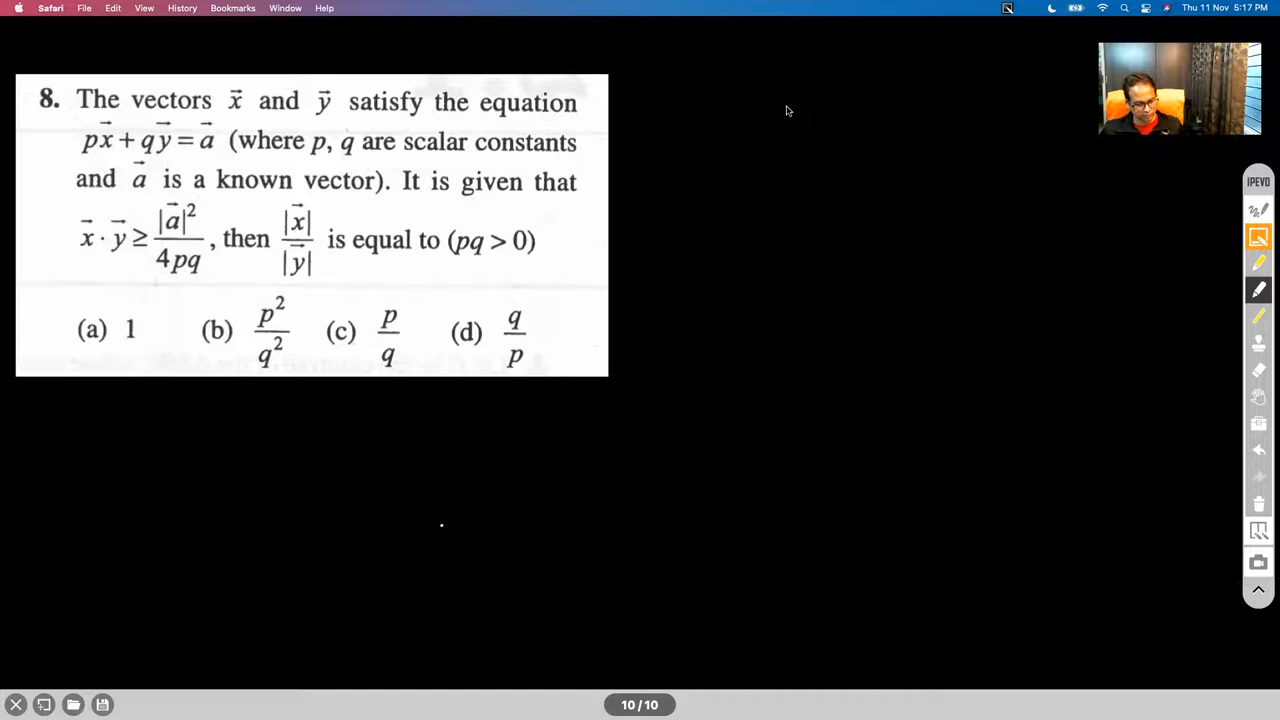 Safari File Edit View History Bookmarks Window Help Thu 11 Nov 5:17 PM
8. The vectors x⃗ and y⃗ satisfy the equation
px⃗ + qy⃗ = a⃗ (where p, q are scalar constants
and a⃗ is a known vector). It is given that
x⃗ · y⃗ ≥ |a⃗|²/4pq, then |x⃗|/|y⃗| is equal to (pq > 0)
(a) 1 (b) p²/q² (c) p/q (d) q/p
IPEVO
10 / 10